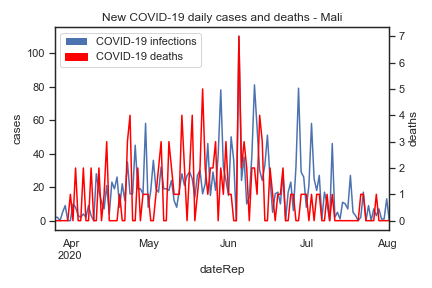 New COVID-19 daily cases and deaths - Mali
COVID-19 infections
COVID-19 deaths
cases
100
80
60
40
20
0
deaths
7
6
5
4
3
2
1
0
Apr
2020
May
Jun
Jul
Aug
dateRep